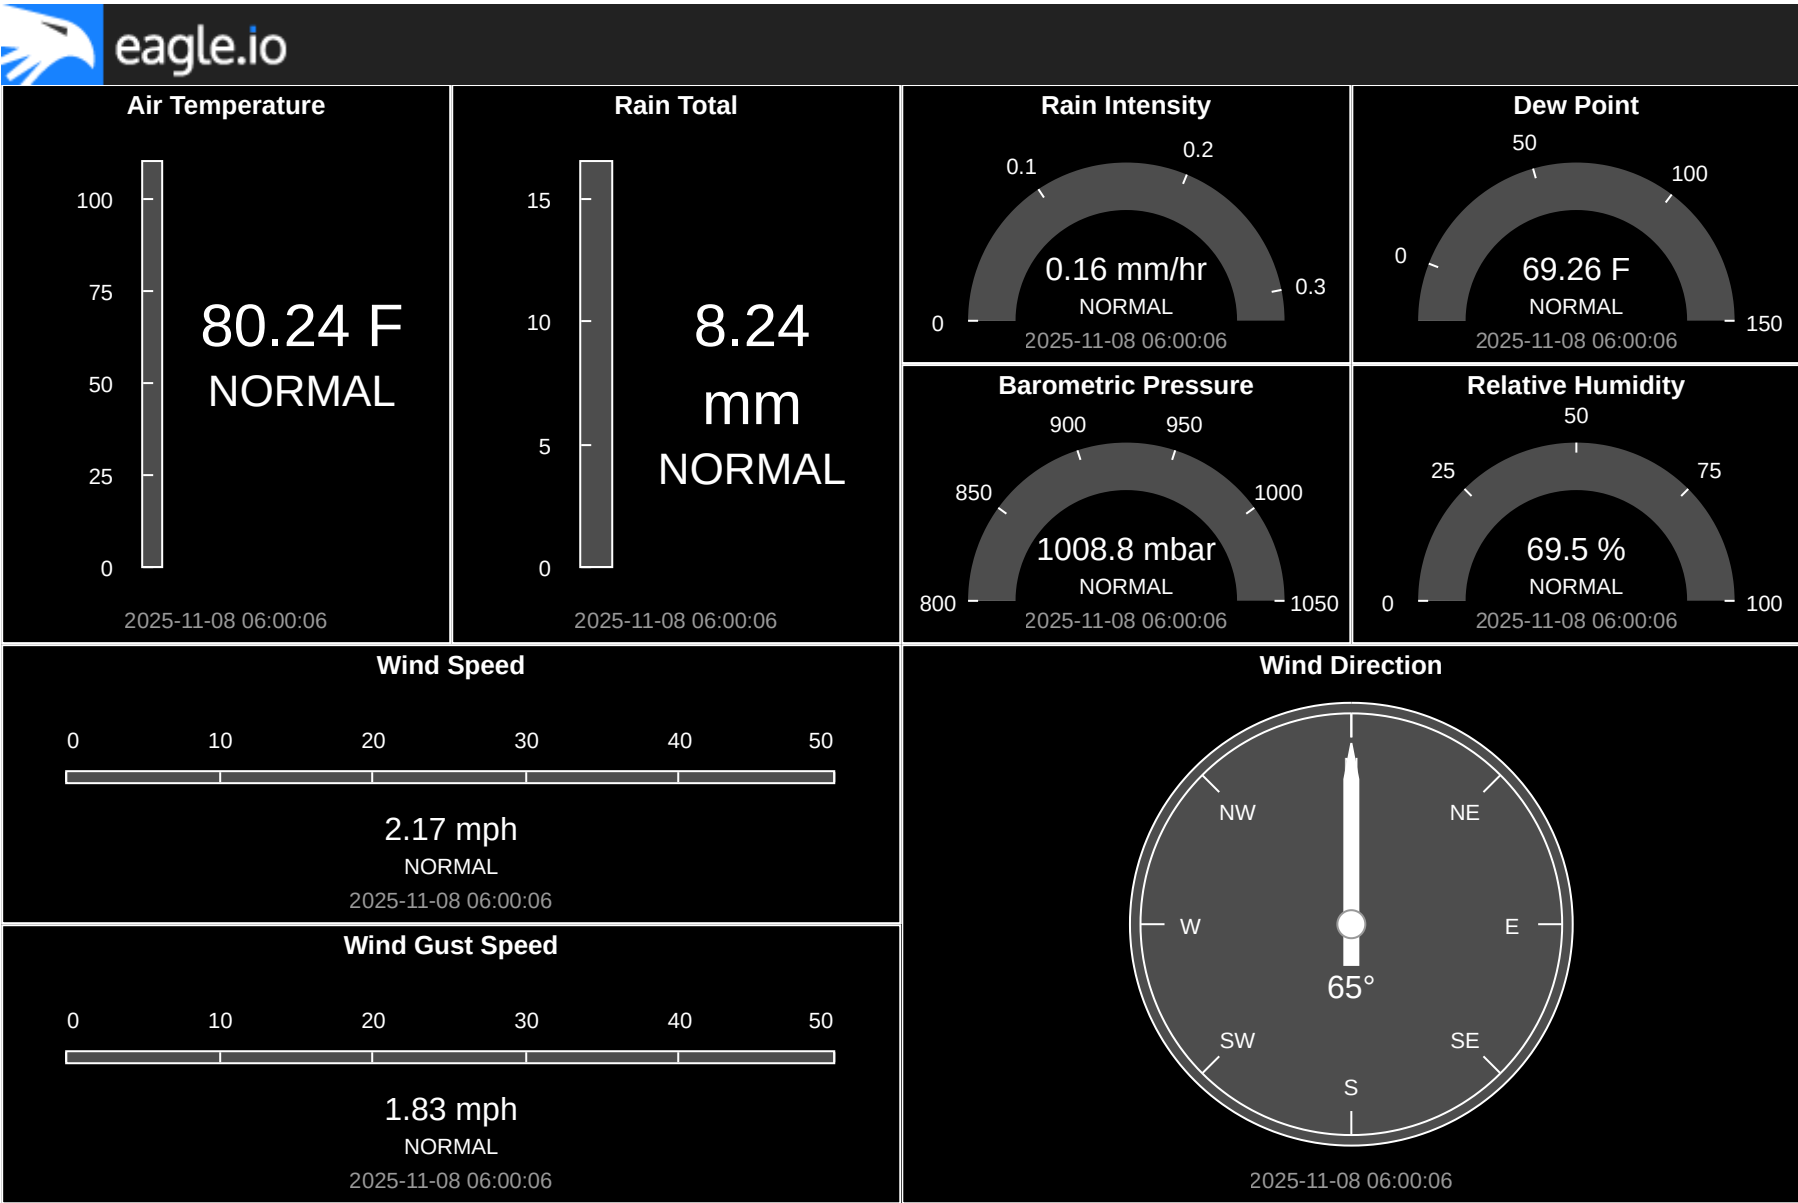 eagle.io
Air Temperature
100
75
50
25
0
80.24 F
NORMAL
2025-11-08 06:00:06
Rain Total
15
10
5
0
8.24
mm
NORMAL
2025-11-08 06:00:06
Rain Intensity
0
0.1
0.2
0.3
0.16 mm/hr
NORMAL
2025-11-08 06:00:06
Dew Point
0
50
100
150
69.26 F
NORMAL
2025-11-08 06:00:06
Barometric Pressure
800
850
900
950
1000
1050
1008.8 mbar
NORMAL
2025-11-08 06:00:06
Relative Humidity
0
25
50
75
100
69.5 %
NORMAL
2025-11-08 06:00:06
Wind Speed
0 10 20 30 40 50
2.17 mph
NORMAL
2025-11-08 06:00:06
Wind Gust Speed
0 10 20 30 40 50
1.83 mph
NORMAL
2025-11-08 06:00:06
Wind Direction
NW NE
W E
65°
SW SE
S
2025-11-08 06:00:06